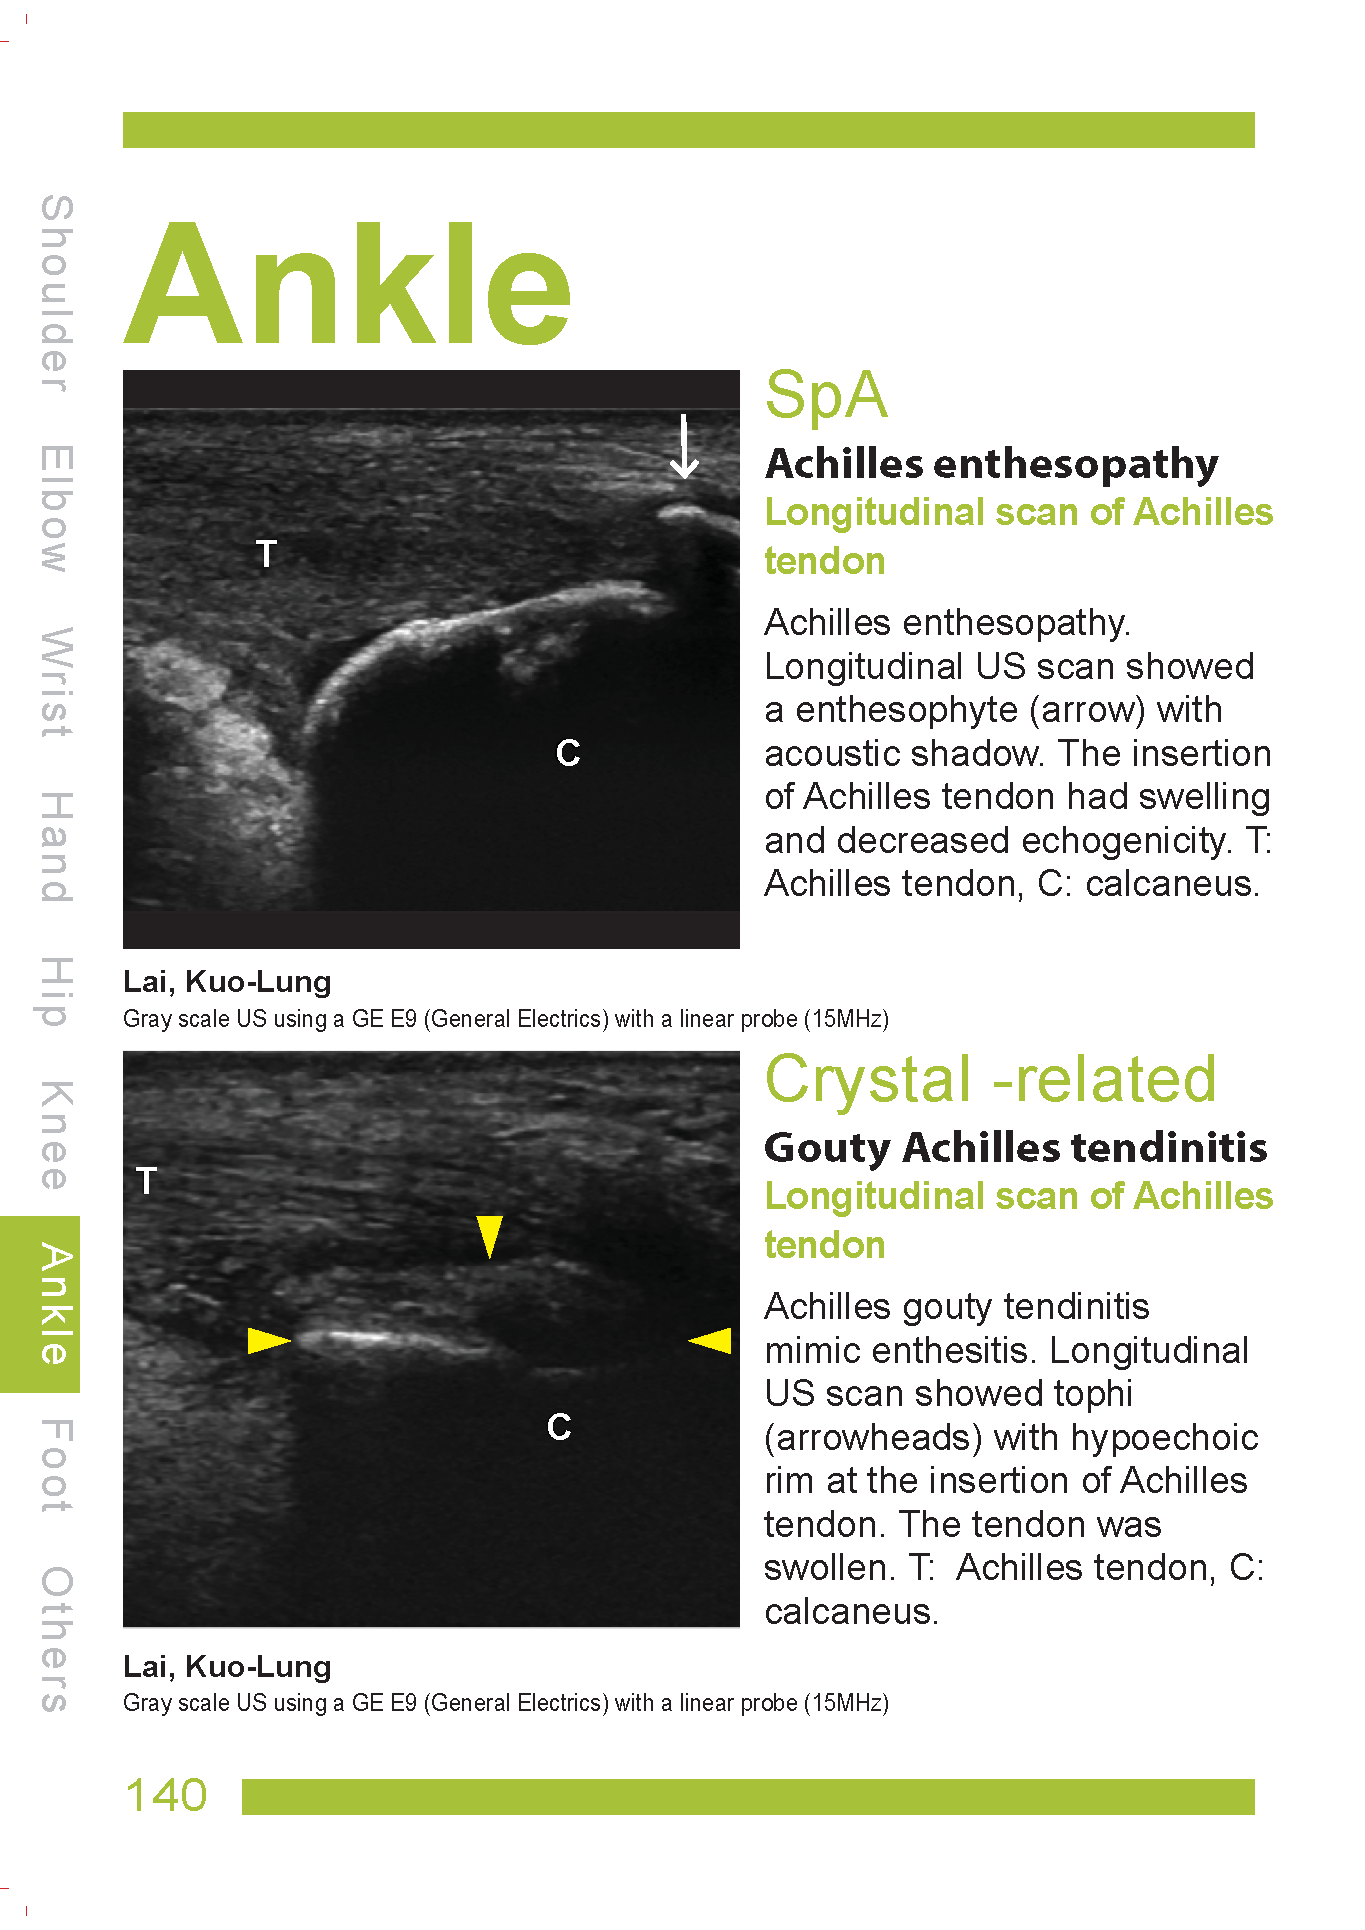 Shoulder
Elbow
Wrist
Hand
Hip
Knee
Ankle
Foot
Others
Ankle
T
C
SpA
Achilles enthesopathy
Longitudinal scan of Achilles
tendon
Achilles enthesopathy.
Longitudinal US scan showed
a enthesophyte (arrow) with
acoustic shadow. The insertion
of Achilles tendon had swelling
and decreased echogenicity. T:
Achilles tendon, C: calcaneus.
Lai, Kuo-Lung
Gray scale US using a GE E9 (General Electrics) with a linear probe (15MHz)
T
C
Crystal -related
Gouty Achilles tendinitis
Longitudinal scan of Achilles
tendon
Achilles gouty tendinitis
mimic enthesitis. Longitudinal
US scan showed tophi
(arrowheads) with hypoechoic
rim at the insertion of Achilles
tendon. The tendon was
swollen. T:  Achilles tendon, C:
calcaneus.
Lai, Kuo-Lung
Gray scale US using a GE E9 (General Electrics) with a linear probe (15MHz)
140